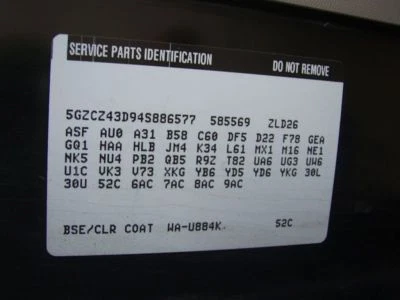 SERVICE PARTS IDENTIFICATION DO NOT REMOVE
5GZCZ43D94S886577 585569 ZLD26
ASF AU0 A31 B58 C60 DF5 D22 F78 GEA
GQ1 HAA HLB JM4 K34 L61 MX1 M16 NE1
NK5 NU4 PB2 QB5 R9Z T82 UA6 UG3 UW6
U1C VK3 V73 XKG YB6 YD5 YD6 YKG 30L
30U 52C 6AC 7AC 8AC 9AC
BSE/CLR COAT WA-U884K 52C